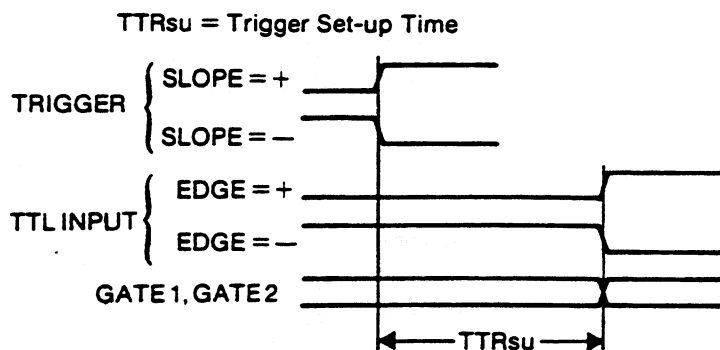 TTRsu = Trigger Set-up Time
TRIGGER
SLOPE = +
SLOPE = –
TTL INPUT
EDGE = +
EDGE = –
GATE 1, GATE 2
TTRsu